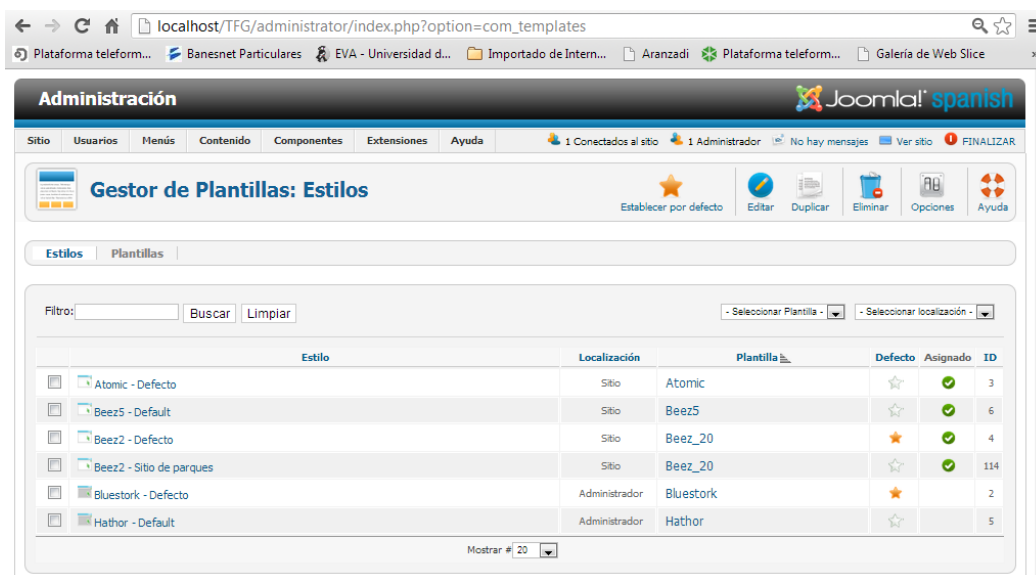 localhost/TFG/administrator/index.php?option=com_templates
Plataforma teleform... Banesnet Particulares EVA - Universidad d... Importado de Intern... Aranzadi Plataforma teleform... Galería de Web Slice »
Administración Joomla! spanish
Sitio Usuarios Menús Contenido Componentes Extensiones Ayuda 1 Conectados al sitio 1 Administrador No hay mensajes Ver sitio FINALIZAR
Gestor de Plantillas: Estilos
Establecer por defecto Editar Duplicar Eliminar Opciones Ayuda
Estilos Plantillas
Filtro: Buscar Limpiar - Seleccionar Plantilla - - Seleccionar localización -
Estilo Localización Plantilla Defecto Asignado ID
Atomic - Defecto Sitio Atomic 3
Beez5 - Default Sitio Beez5 6
Beez2 - Defecto Sitio Beez_20 4
Beez2 - Sitio de parques Sitio Beez_20 114
Bluestork - Defecto Administrador Bluestork 2
Hathor - Default Administrador Hathor 5
Mostrar # 20